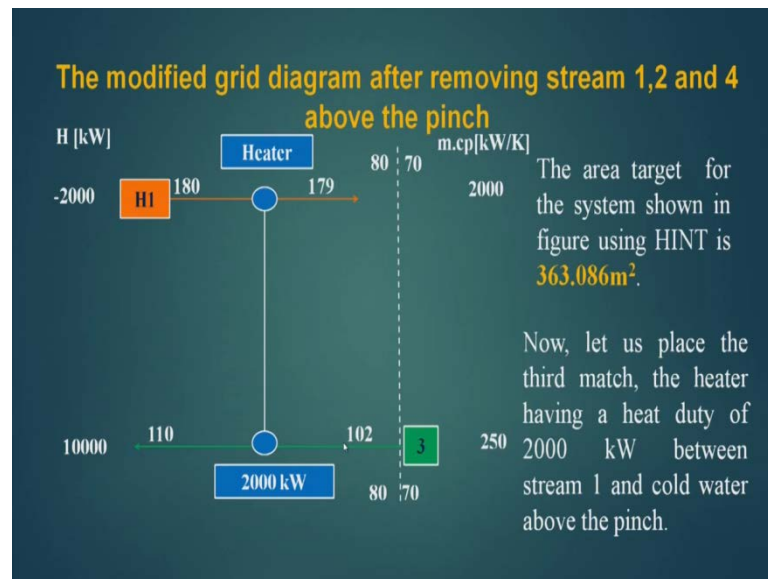 The modified grid diagram after removing stream 1,2 and 4
above the pinch
H [kW]
m.cp[kW/K]
Heater
80 70
-2000
H1
180
179
2000
The area target for
the system shown in
figure using HINT is
363.086m².
Now, let us place the
third match, the heater
having a heat duty of
2000 kW between
stream 1 and cold water
above the pinch.
10000
110
102
3
250
2000 kW
80 70